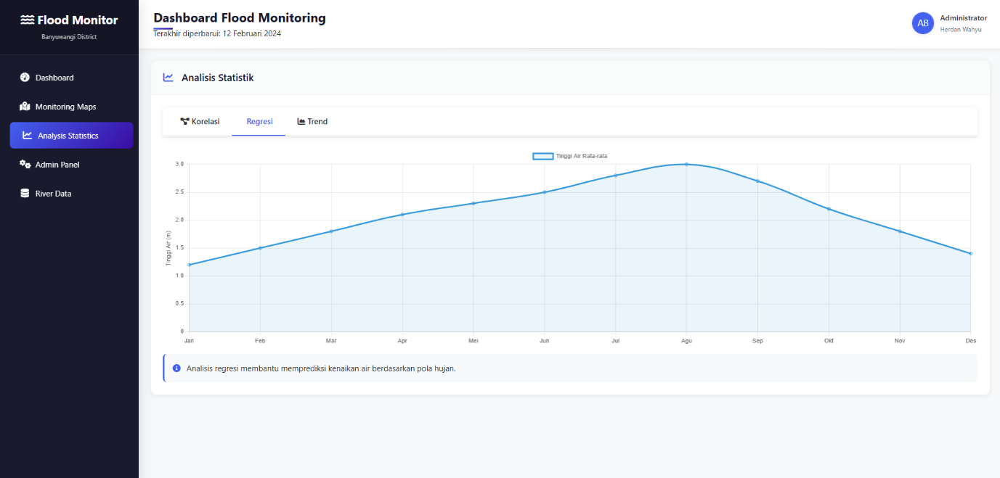 Flood Monitor
Banyuwangi District
Dashboard
Monitoring Maps
Analysis Statistics
Admin Panel
River Data
Dashboard Flood Monitoring
Terakhir diperbarui: 12 Februari 2024
AB
Administrator
Herdan Wahyu
Analisis Statistik
Korelasi Regresi Trend
Tinggi Air Rata-rata
Tinggi Air (m)
3.0
2.5
2.0
1.5
1.0
0.5
0
Jan Feb Mar Apr Mei Jun Jul Agu Sep Okt Nov Des
Analisis regresi membantu memprediksi kenaikan air berdasarkan pola hujan.